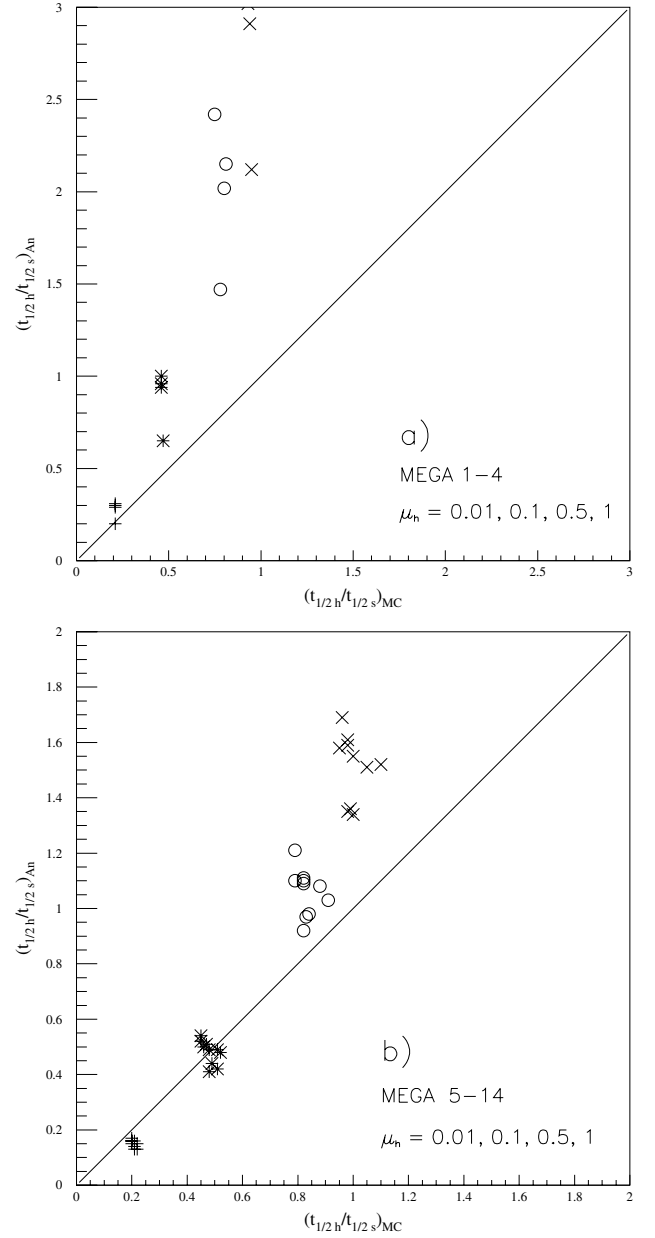 3
2.5
2
1.5
1
0.5
0
(t1/2 h/t1/2 s)An
a)
MEGA 1−4
μh = 0.01, 0.1, 0.5, 1
0 0.5 1 1.5 2 2.5 3
(t1/2 h/t1/2 s)MC
2
1.8
1.6
1.4
1.2
1
0.8
0.6
0.4
0.2
0
(t1/2 h/t1/2 s)An
b)
MEGA 5−14
μh = 0.01, 0.1, 0.5, 1
0 0.2 0.4 0.6 0.8 1 1.2 1.4 1.6 1.8 2
(t1/2 h/t1/2 s)MC